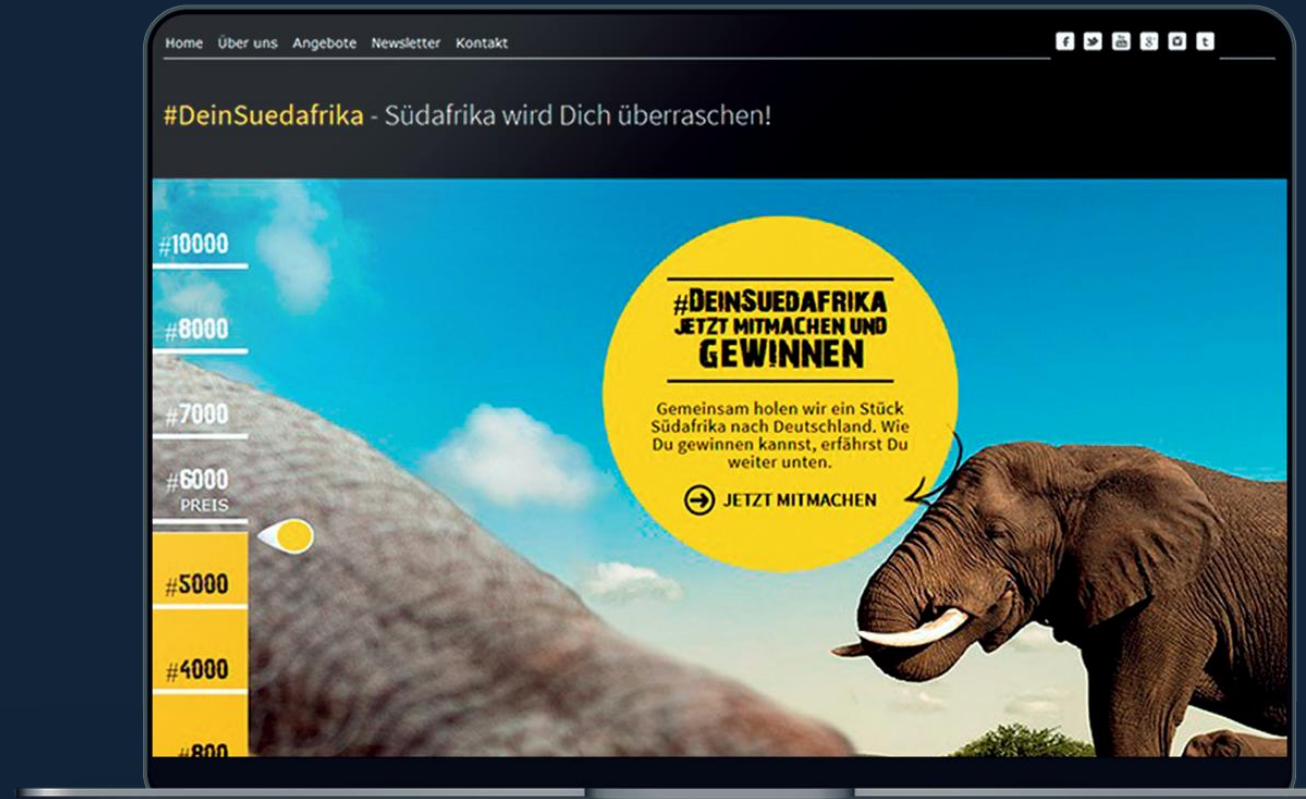 Home Über uns Angebote Newsletter Kontakt
#DeinSuedafrika - Südafrika wird Dich überraschen!
#10000
#8000
#7000
#6000
PREIS
#5000
#4000
#800
#DEINSUEDAFRIKA
JETZT MITMACHEN UND
GEWINNEN
Gemeinsam holen wir ein Stück
Südafrika nach Deutschland. Wie
Du gewinnen kannst, erfährst Du
weiter unten.
JETZT MITMACHEN